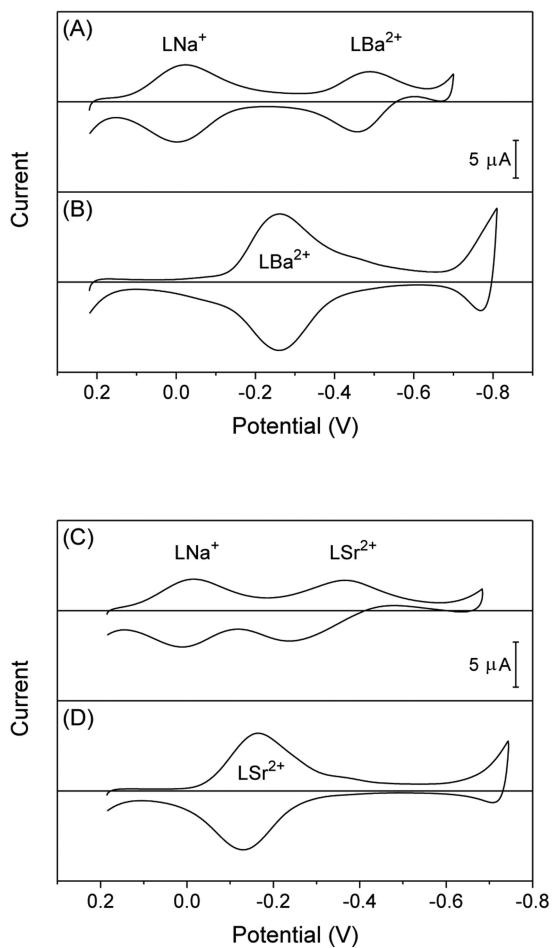 (A)
LNa⁺ LBa²⁺
5 μA
(B)
LBa²⁺
Current
0.2 0.0 -0.2 -0.4 -0.6 -0.8
Potential (V)
(C)
LNa⁺ LSr²⁺
5 μA
(D)
LSr²⁺
Current
0.2 0.0 -0.2 -0.4 -0.6 -0.8
Potential (V)